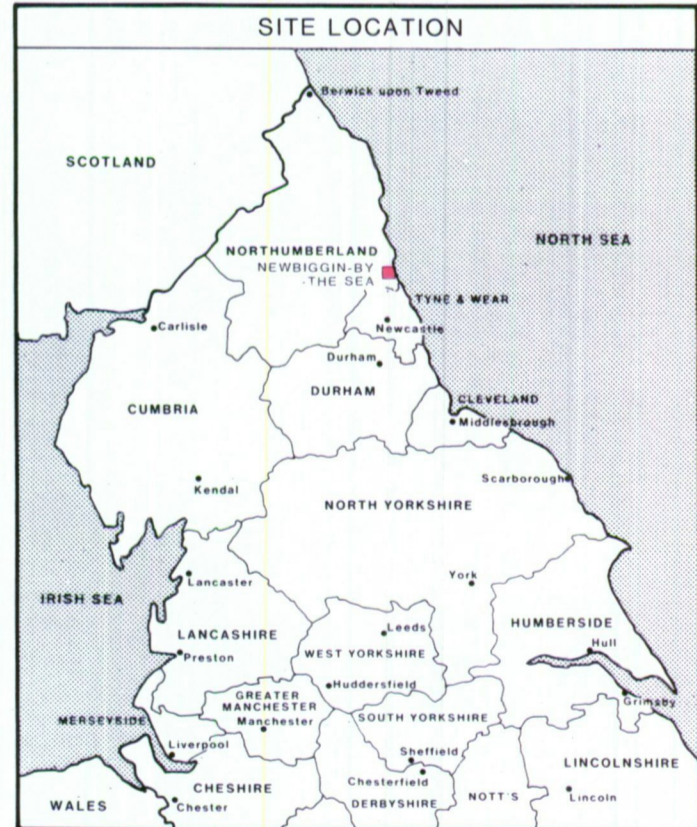 SITE LOCATION
Berwick upon Tweed
SCOTLAND
NORTH SEA
NORTHUMBERLAND
NEWBIGGIN-BY
-THE SEA
TYNE & WEAR
Carlisle
Newcastle
Durham
DURHAM
CLEVELAND
CUMBRIA
Middlesbrough
Kendal
Scarborough
NORTH YORKSHIRE
Lancaster
York
IRISH SEA
HUMBERSIDE
LANCASHIRE
Leeds
Hull
Preston
WEST YORKSHIRE
Huddersfield
GREATER
MANCHESTER
Grimsby
MERSEYSIDE
Manchester
SOUTH YORKSHIRE
Liverpool
Sheffield
LINCOLNSHIRE
CHESHIRE
Chesterfield
WALES
Chester
DERBYSHIRE
NOTT'S
Lincoln